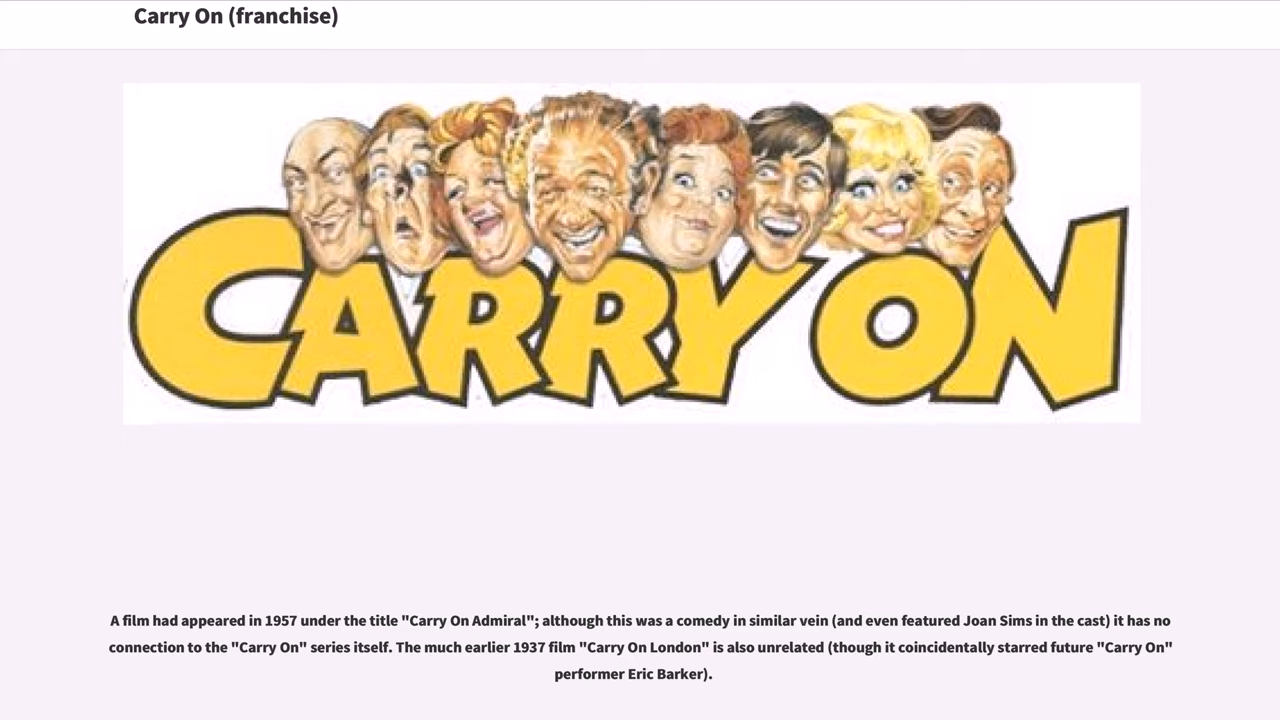 Carry On (franchise)
CARRY ON
A film had appeared in 1957 under the title "Carry On Admiral"; although this was a comedy in similar vein (and even featured Joan Sims in the cast) it has no
connection to the "Carry On" series itself. The much earlier 1937 film "Carry On London" is also unrelated (though it coincidentally starred future "Carry On"
performer Eric Barker).